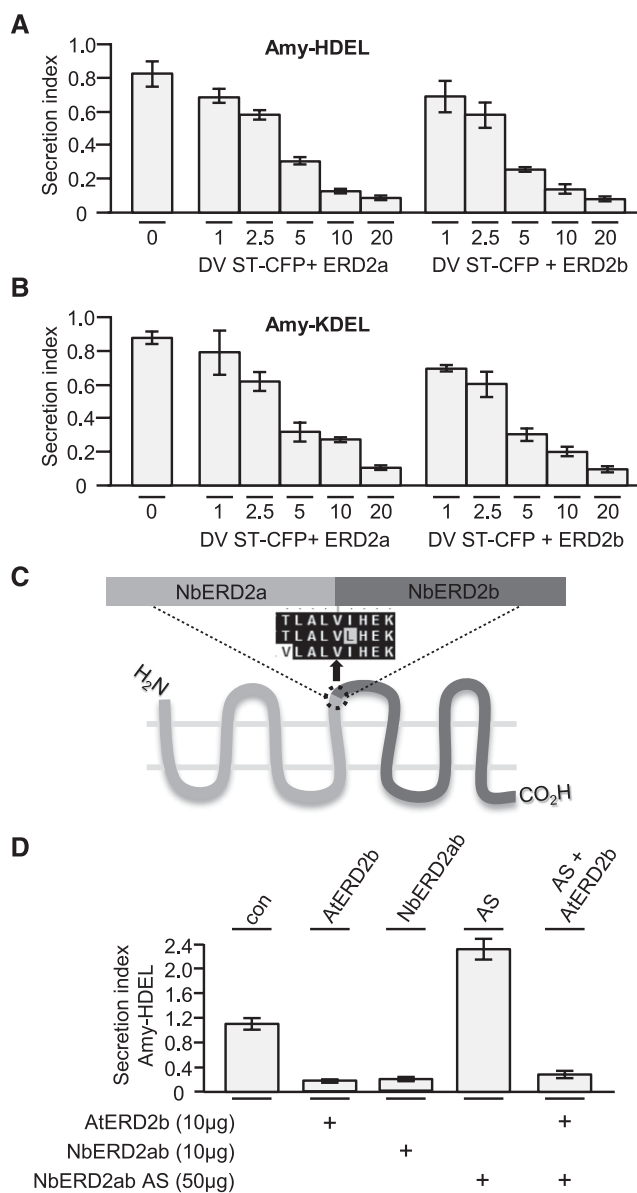 A
Amy-HDEL
Secretion index
1.0
0.8
0.6
0.4
0.2
0
0 1 2.5 5 10 20 1 2.5 5 10 20
DV ST-CFP+ ERD2a DV ST-CFP + ERD2b
B
Amy-KDEL
Secretion index
1.0
0.8
0.6
0.4
0.2
0
0 1 2.5 5 10 20 1 2.5 5 10 20
DV ST-CFP+ ERD2a DV ST-CFP + ERD2b
C
NbERD2a NbERD2b
TLALVIHEK
TLALVLHEK
VLALVIHEK
H2N
CO2H
D
con AtERD2b NbERD2ab AS AS + AtERD2b
Secretion index
Amy-HDEL
2.4
2.0
1.6
1.2
0.4
0
AtERD2b (10µg) + +
NbERD2ab (10µg) +
NbERD2ab AS (50µg) + +